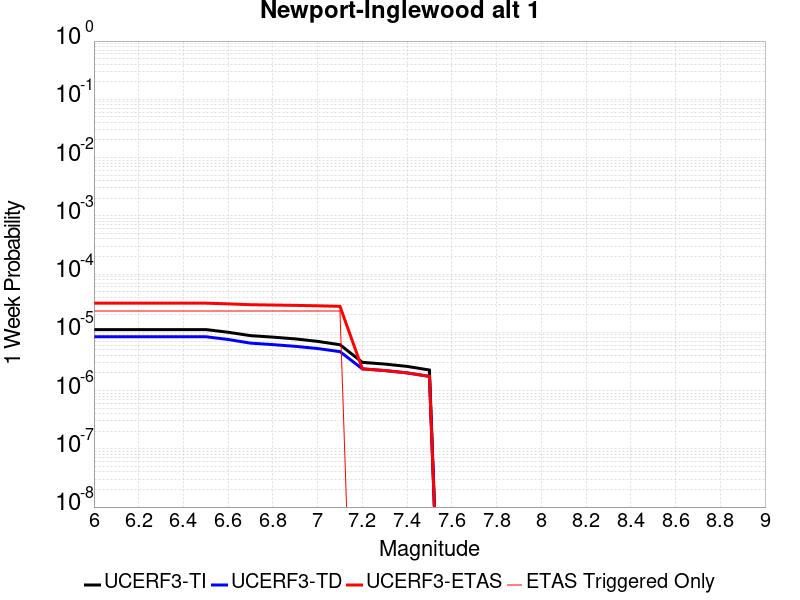 Newport-Inglewood alt 1
10^0
10^-1
10^-2
10^-3
10^-4
10^-5
10^-6
10^-7
10^-8
1 Week Probability
6 6.2 6.4 6.6 6.8 7 7.2 7.4 7.6 7.8 8 8.2 8.4 8.6 8.8 9
Magnitude
UCERF3-TI UCERF3-TD UCERF3-ETAS ETAS Triggered Only